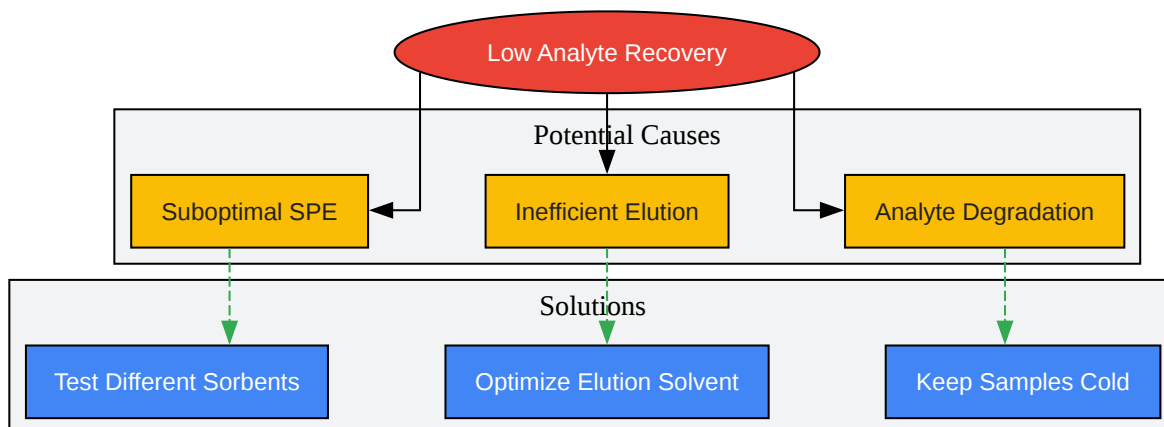 Low Analyte Recovery
Potential Causes
Suboptimal SPE
Inefficient Elution
Analyte Degradation
Solutions
Test Different Sorbents
Optimize Elution Solvent
Keep Samples Cold